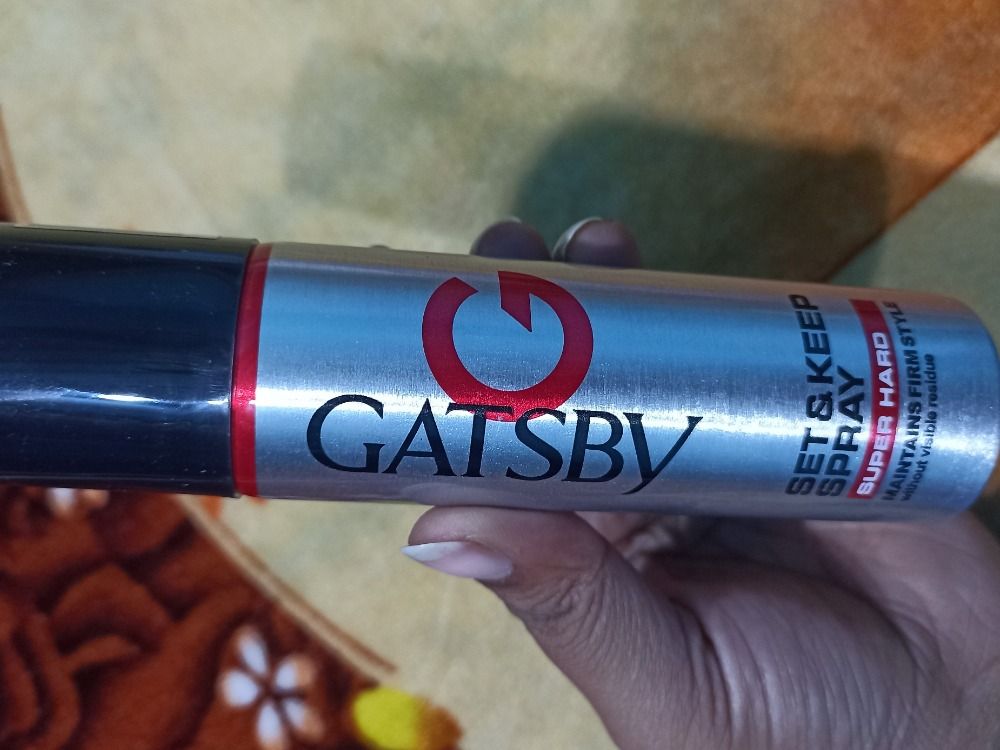 GATSBY
SET & KEEP
SPRAY
SUPER HARD
MAINTAINS FIRM STYLE
without visible residue